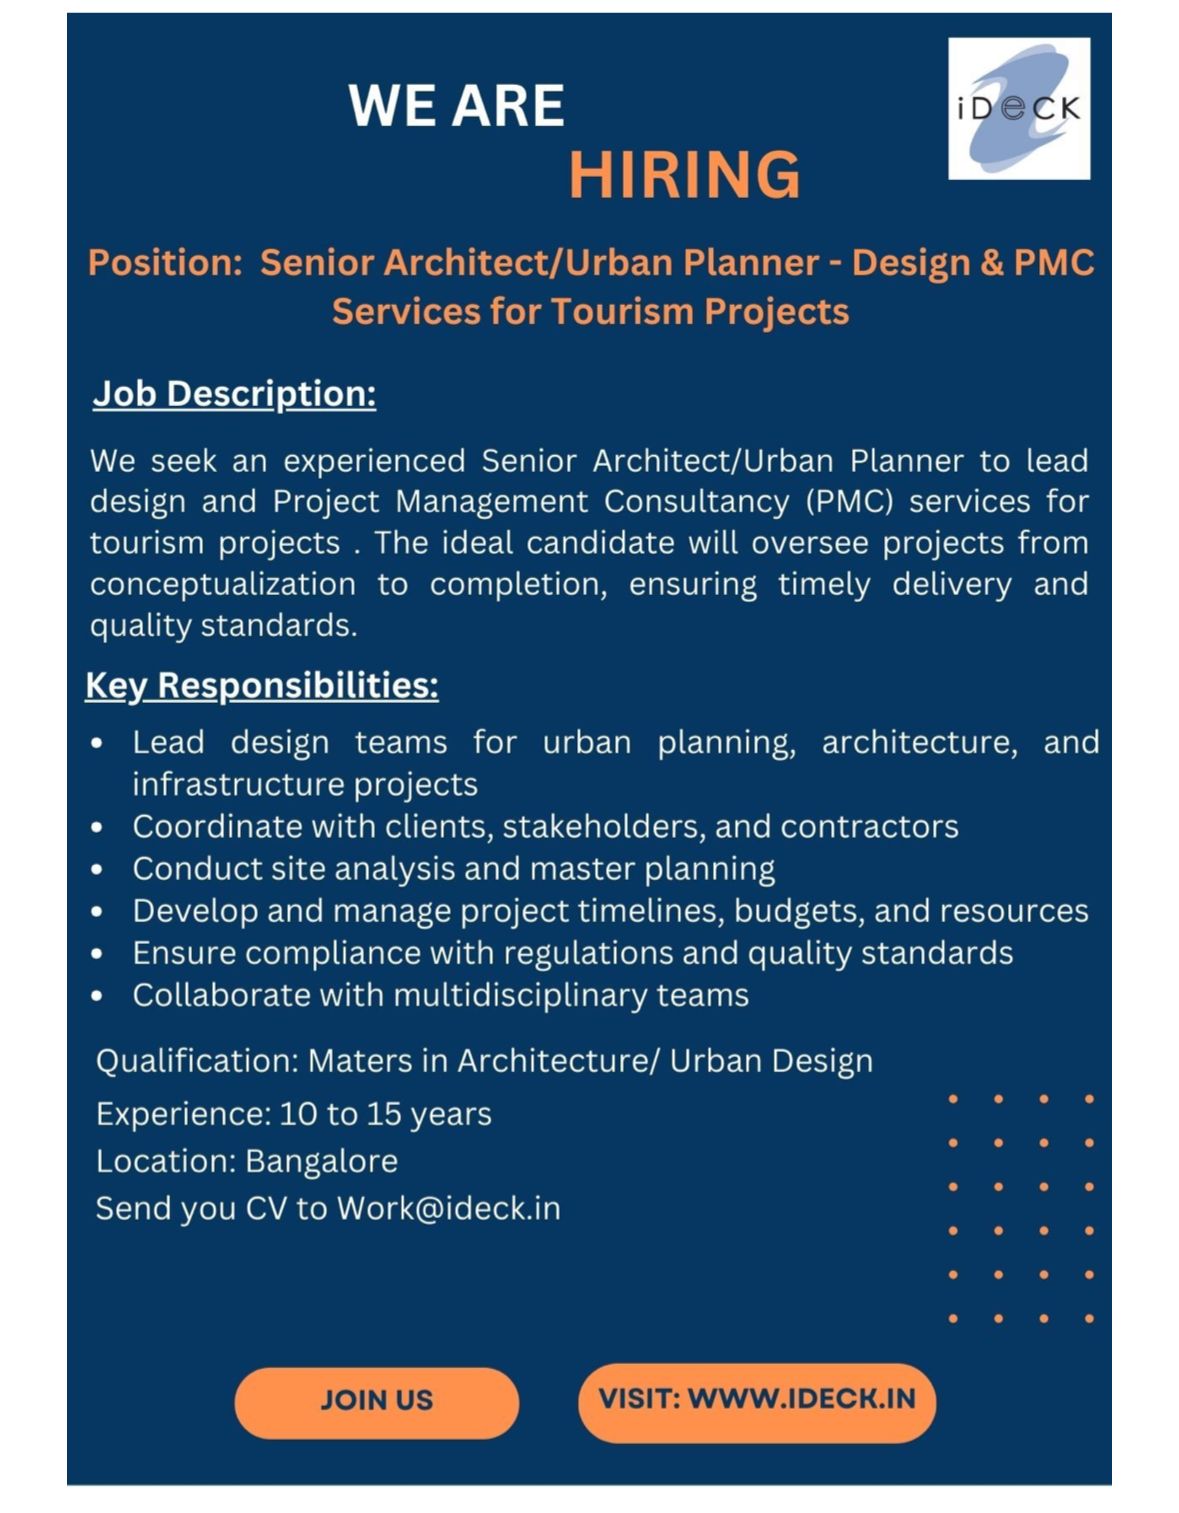 WE ARE
HIRING
iDeCK
Position: Senior Architect/Urban Planner - Design & PMC
Services for Tourism Projects
Job Description:
We seek an experienced Senior Architect/Urban Planner to lead
design and Project Management Consultancy (PMC) services for
tourism projects . The ideal candidate will oversee projects from
conceptualization to completion, ensuring timely delivery and
quality standards.
Key Responsibilities:
• Lead design teams for urban planning, architecture, and
infrastructure projects
• Coordinate with clients, stakeholders, and contractors
• Conduct site analysis and master planning
• Develop and manage project timelines, budgets, and resources
• Ensure compliance with regulations and quality standards
• Collaborate with multidisciplinary teams
Qualification: Maters in Architecture/ Urban Design
Experience: 10 to 15 years
Location: Bangalore
Send you CV to Work@ideck.in
JOIN US
VISIT: WWW.IDECK.IN